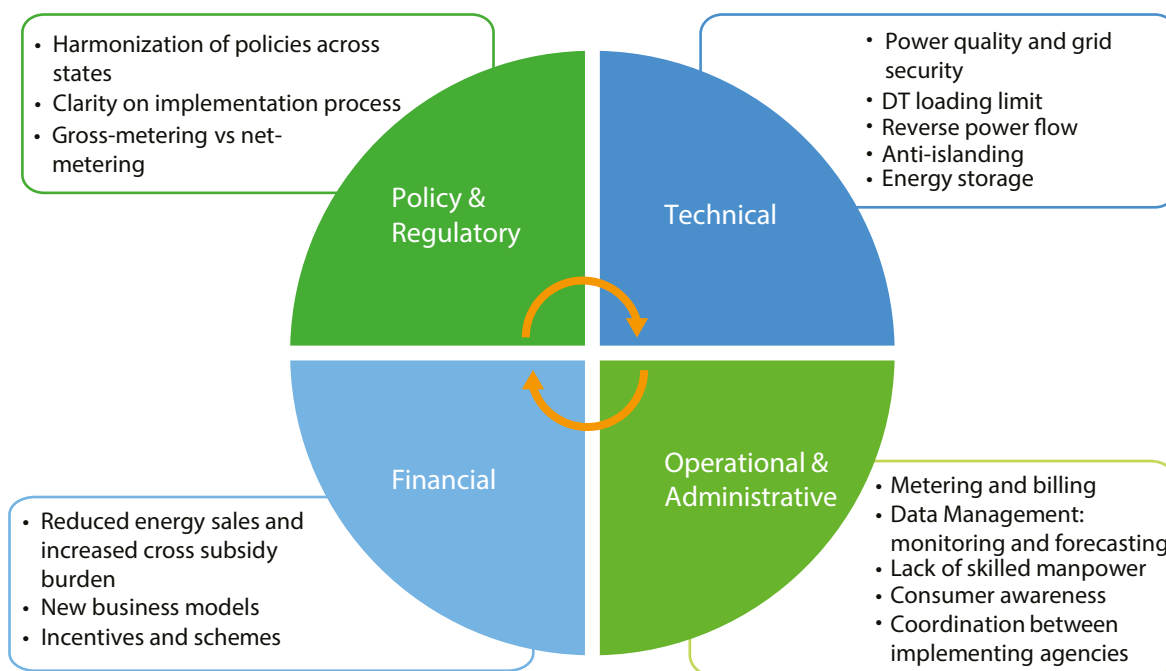 • Harmonization of policies across
states
• Clarity on implementation process
• Gross-metering vs net-
metering
• Power quality and grid
security
• DT loading limit
• Reverse power flow
• Anti-islanding
• Energy storage
Policy &
Regulatory
Technical
Financial
Operational &
Administrative
• Reduced energy sales and
increased cross subsidy
burden
• New business models
• Incentives and schemes
• Metering and billing
• Data Management:
monitoring and forecasting
• Lack of skilled manpower
• Consumer awareness
• Coordination between
implementing agencies